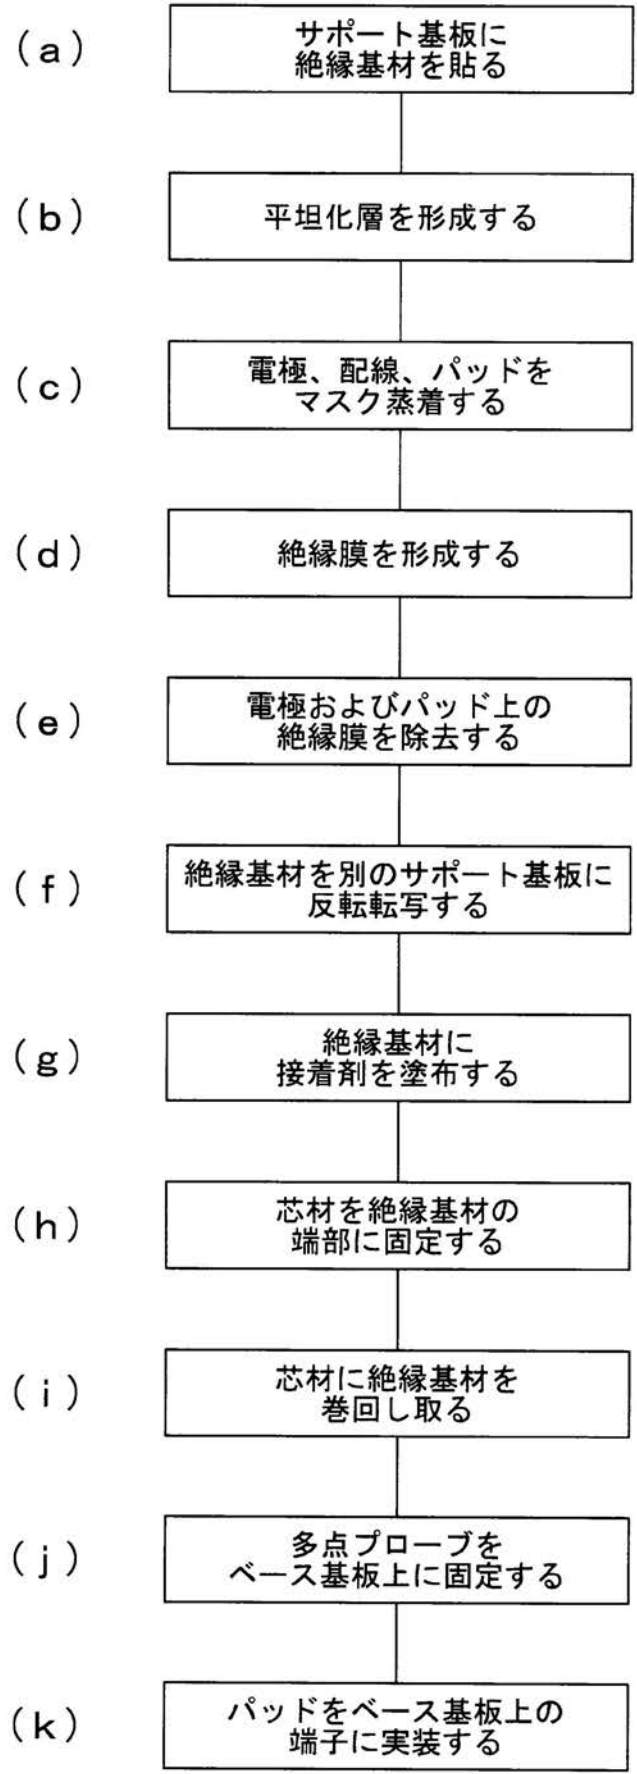 (a)
サポート基板に
絶縁基材を貼る
(b)
平坦化層を形成する
(c)
電極、配線、パッドを
マスク蒸着する
(d)
絶縁膜を形成する
(e)
電極およびパッド上の
絶縁膜を除去する
(f)
絶縁基材を別のサポート基板に
反転転写する
(g)
絶縁基材に
接着剤を塗布する
(h)
芯材を絶縁基材の
端部に固定する
(i)
芯材に絶縁基材を
巻回し取る
(j)
多点プローブを
ベース基板上に固定する
(k)
パッドをベース基板上の
端子に実装する